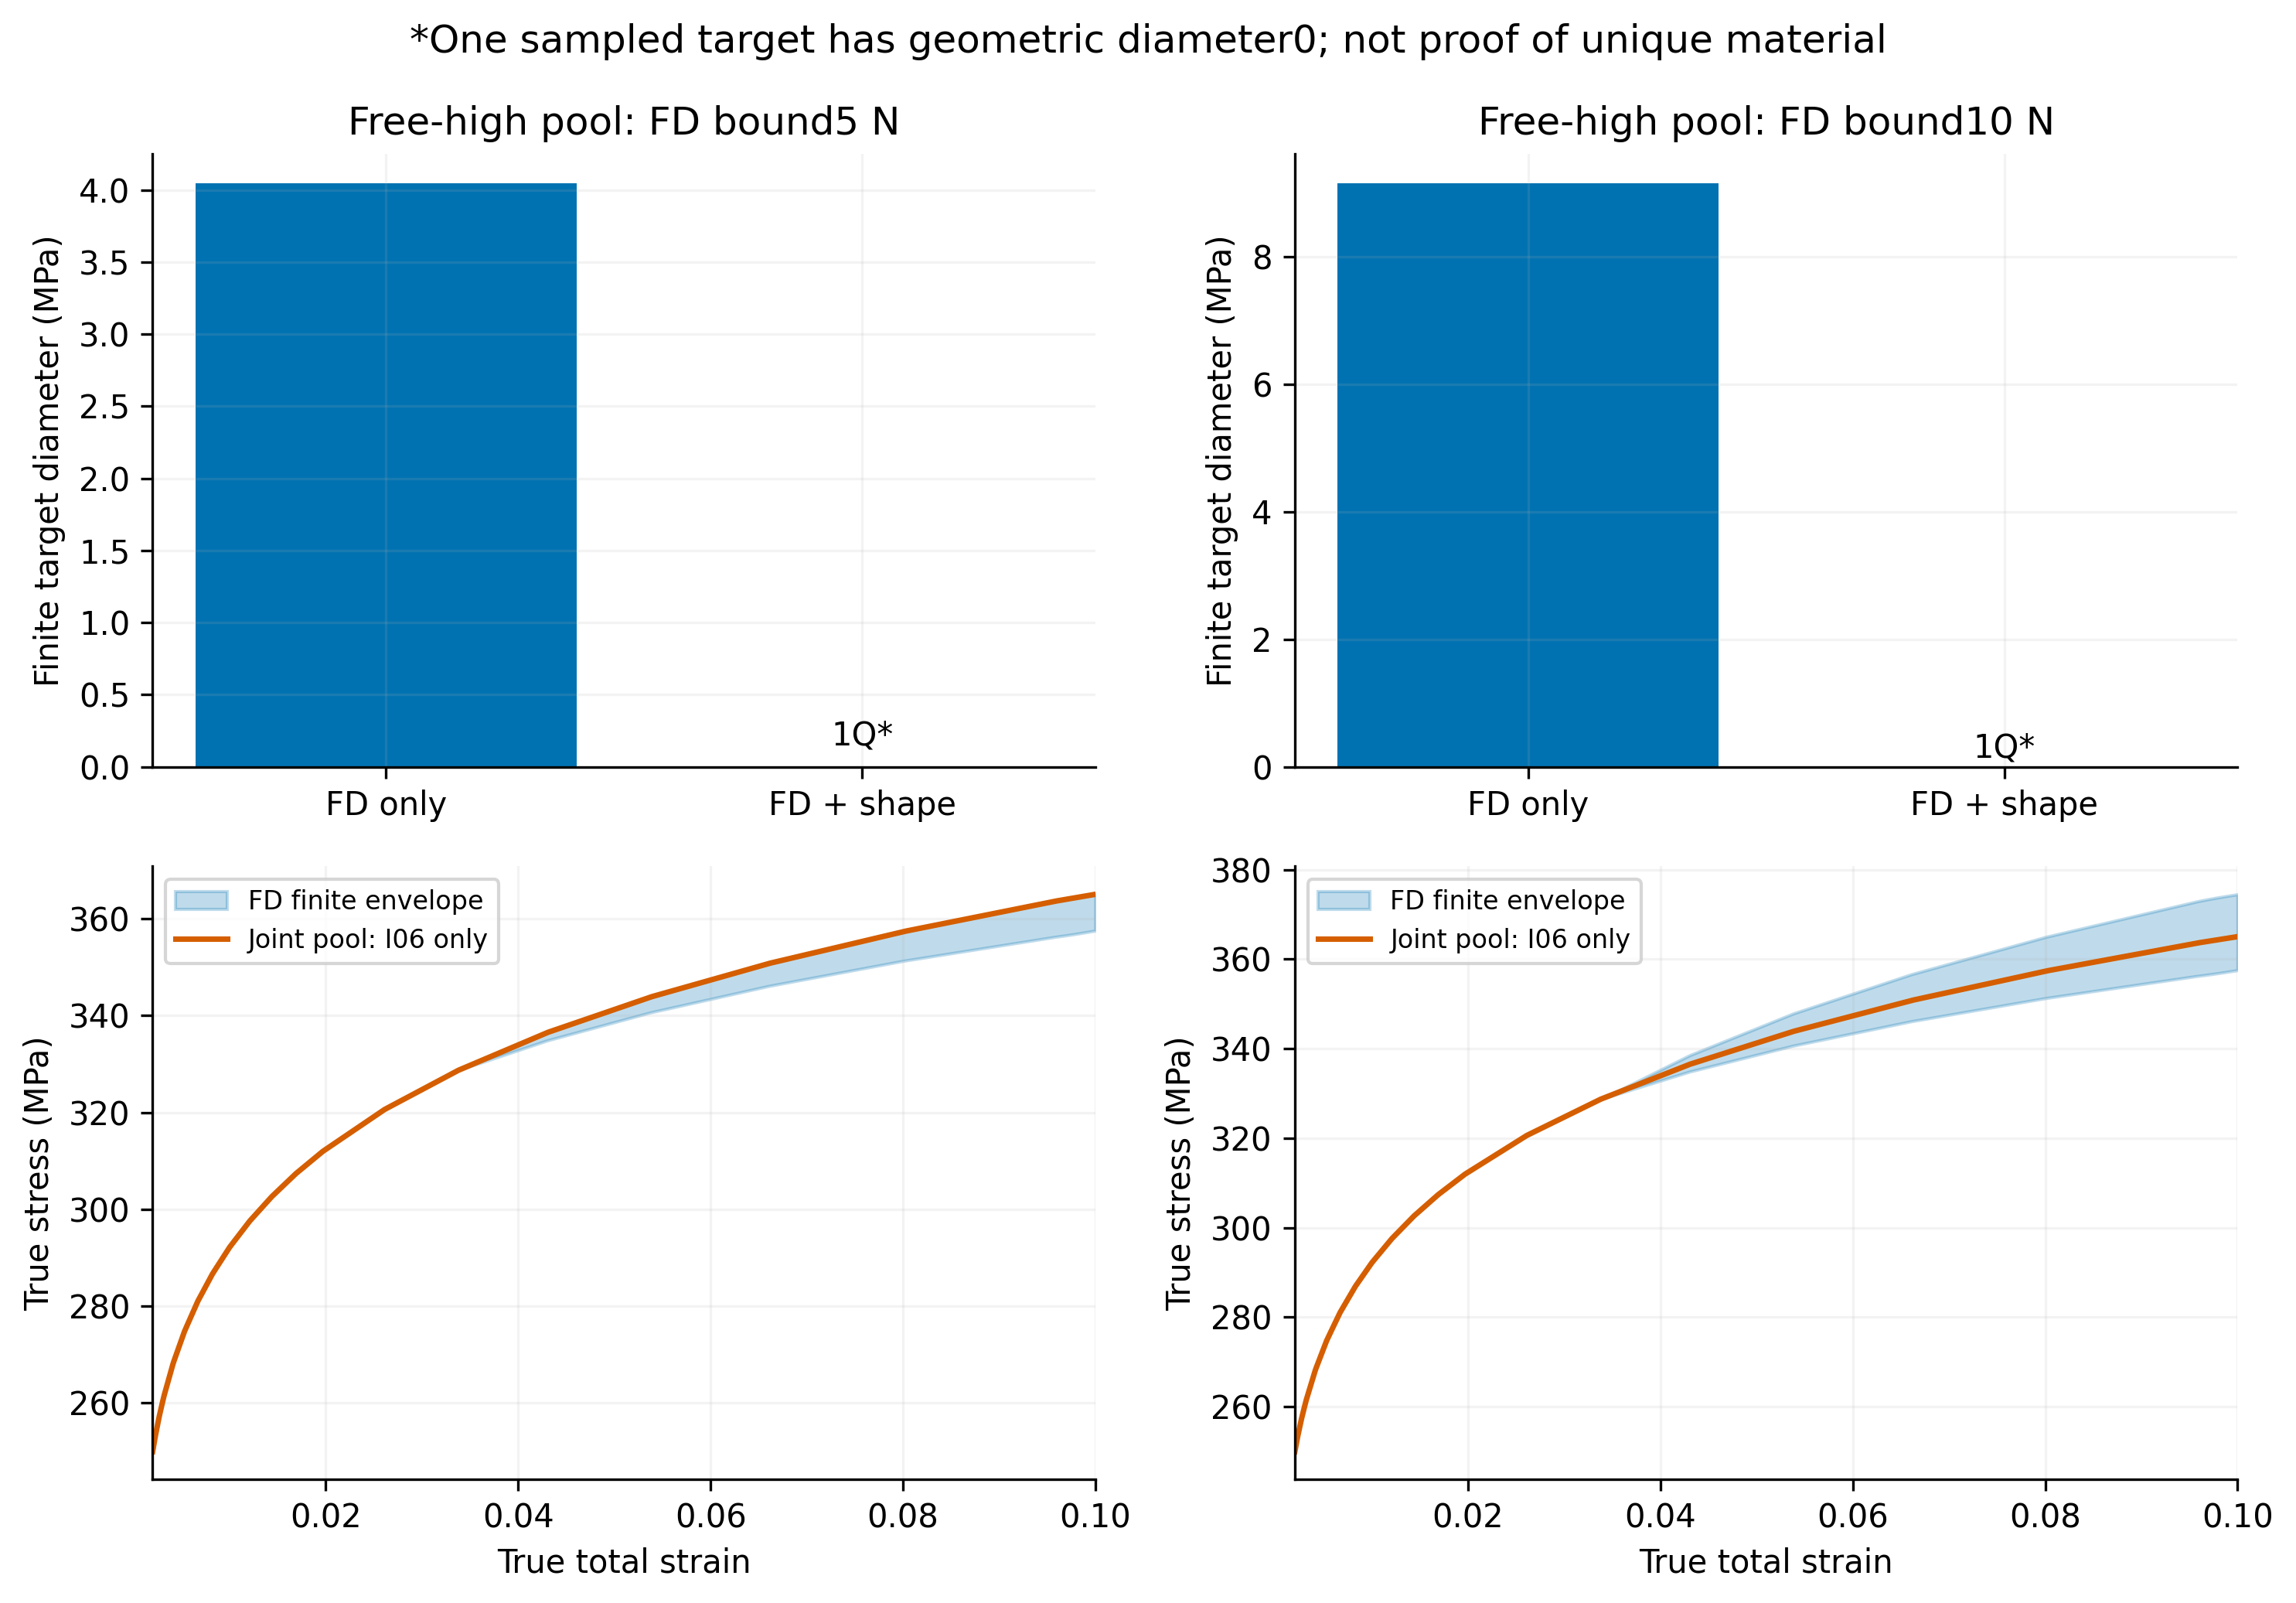 *One sampled target has geometric diameter0; not proof of unique material
Free-high pool: FD bound5 N
Finite target diameter (MPa)
4.0
3.5
3.0
2.5
2.0
1.5
1.0
0.5
0.0
1Q*
FD only
FD + shape
Free-high pool: FD bound10 N
Finite target diameter (MPa)
8
6
4
2
0
1Q*
FD only
FD + shape
FD finite envelope
Joint pool: I06 only
True stress (MPa)
360
340
320
300
280
260
0.02
0.04
0.06
0.08
0.10
True total strain
FD finite envelope
Joint pool: I06 only
True stress (MPa)
380
360
340
320
300
280
260
0.02
0.04
0.06
0.08
0.10
True total strain